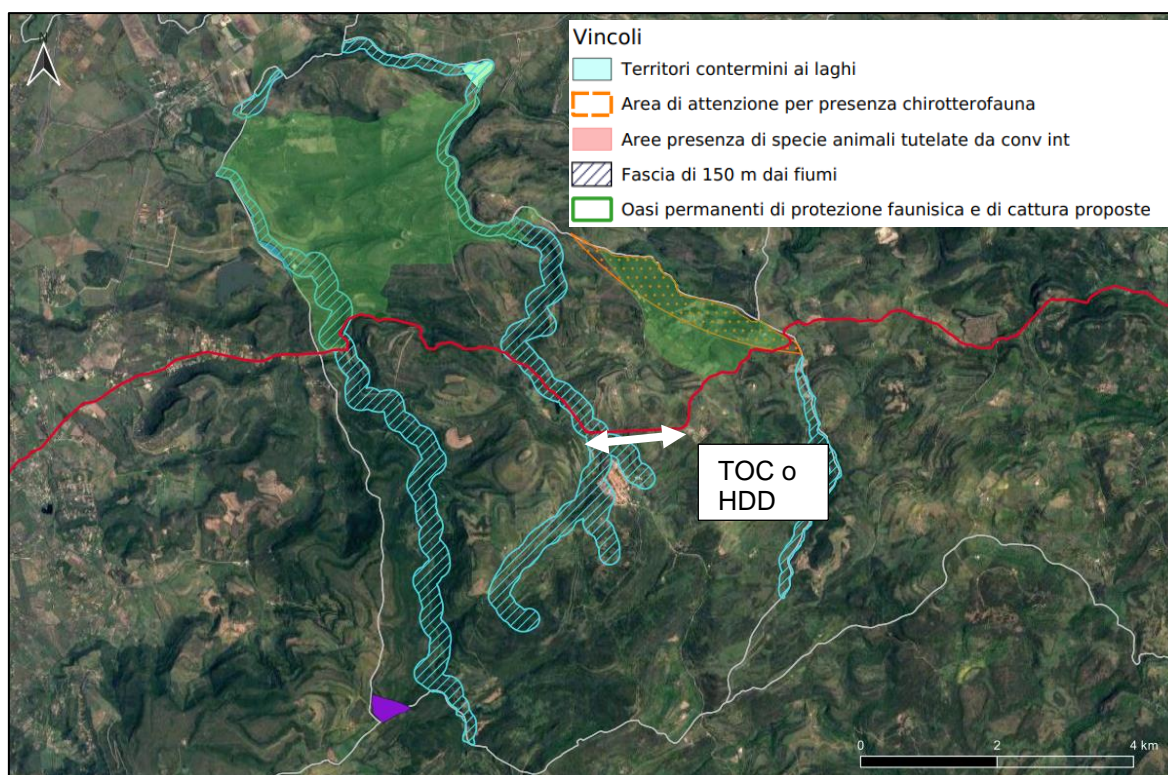 Vincoli
Territori contermini ai laghi
Area di attenzione per presenza chirotterofauna
Aree presenza di specie animali tutelate da conv int
Fascia di 150 m dai fiumi
Oasi permanenti di protezione faunisica e di cattura proposte
TOC o
HDD
0 2 4 km